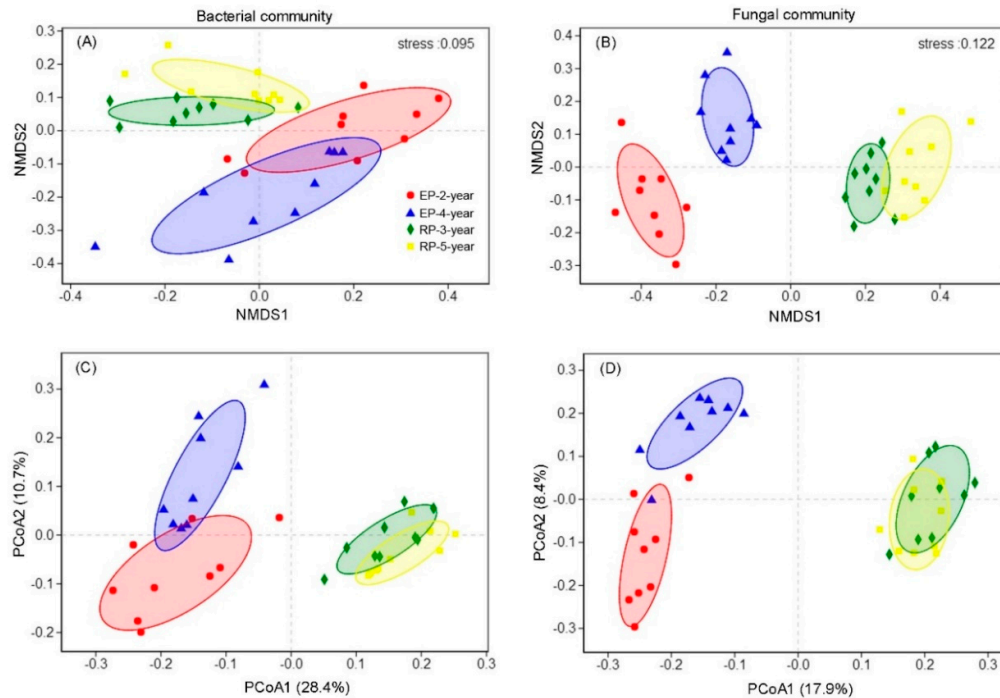 Bacterial community
(A)
stress :0.095
NMDS2
0.3
0.2
0.1
0.0
-0.1
-0.2
-0.3
-0.4
EP-2-year
EP-4-year
RP-3-year
RP-5-year
-0.4
-0.2
0.0
0.2
0.4
NMDS1
Fungal community
(B)
stress :0.122
NMDS2
0.3
0.2
0.1
-0.0
-0.1
-0.2
-0.3
-0.4
-0.2
0.0
0.2
0.4
NMDS1
(C)
PCoA2 (10.7%)
0.3
0.2
0.1
0.0
-0.1
-0.2
-0.3
-0.2
-0.1
0.0
0.1
0.2
0.3
PCoA1 (28.4%)
(D)
PCoA2 (8.4%)
0.3
0.2
0.1
-0.0
-0.1
-0.2
-0.3
-0.3
-0.2
-0.1
0.0
0.1
0.2
0.3
PCoA1 (17.9%)